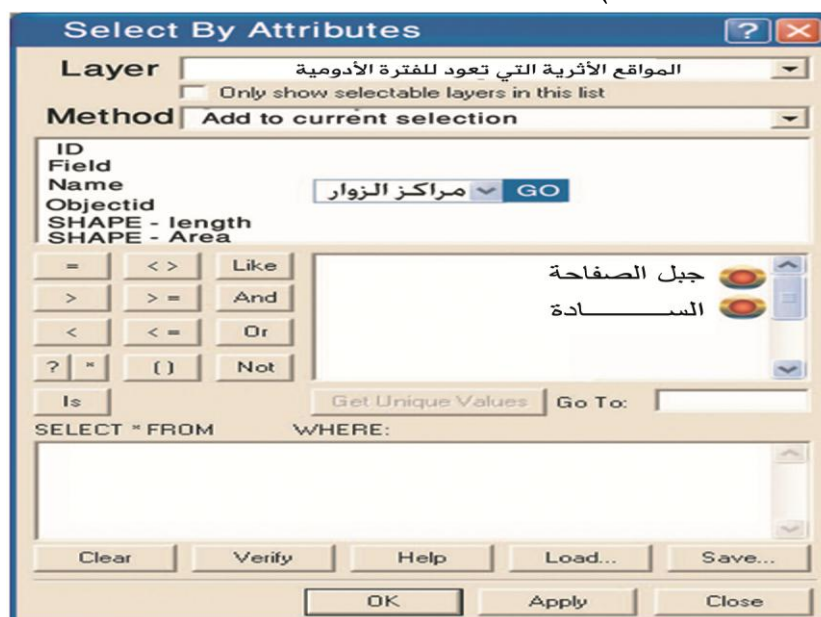 Select By Attributes
Layer المواقع الأثرية التي تعود للفترة الأدومية
Only show selectable layers in this list
Method Add to current selection
ID
Field
Name
Objectid
SHAPE - length
SHAPE - Area
مراكز الزوار GO
= < > Like
> > = And
< < = Or
? * () Not
Is
جبل الصفاحة
الســـــــادة
Get Unique Values Go To:
SELECT * FROM WHERE:
Clear Verify Help Load... Save...
OK Apply Close